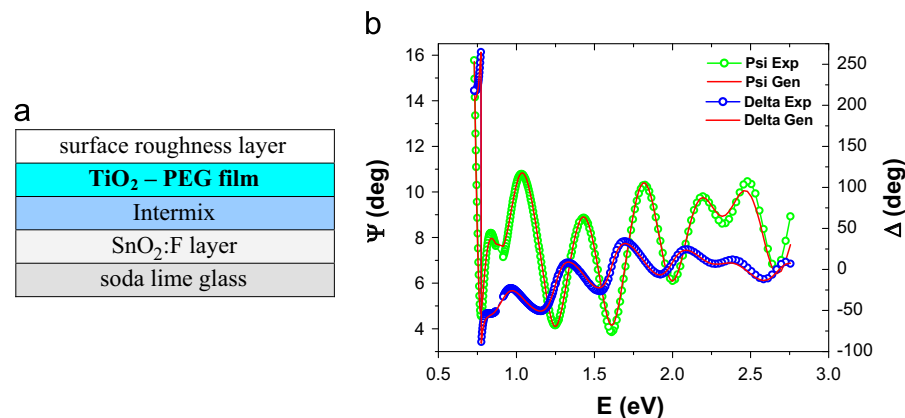 a
surface roughness layer
TiO₂ – PEG film
Intermix
SnO₂:F layer
soda lime glass
b
Ψ (deg)
16
14
12
10
8
6
4
Psi Exp
Psi Gen
Delta Exp
Delta Gen
250
200
150
100
50
0
-50
-100
Δ (deg)
0.5 1.0 1.5 2.0 2.5 3.0
E (eV)